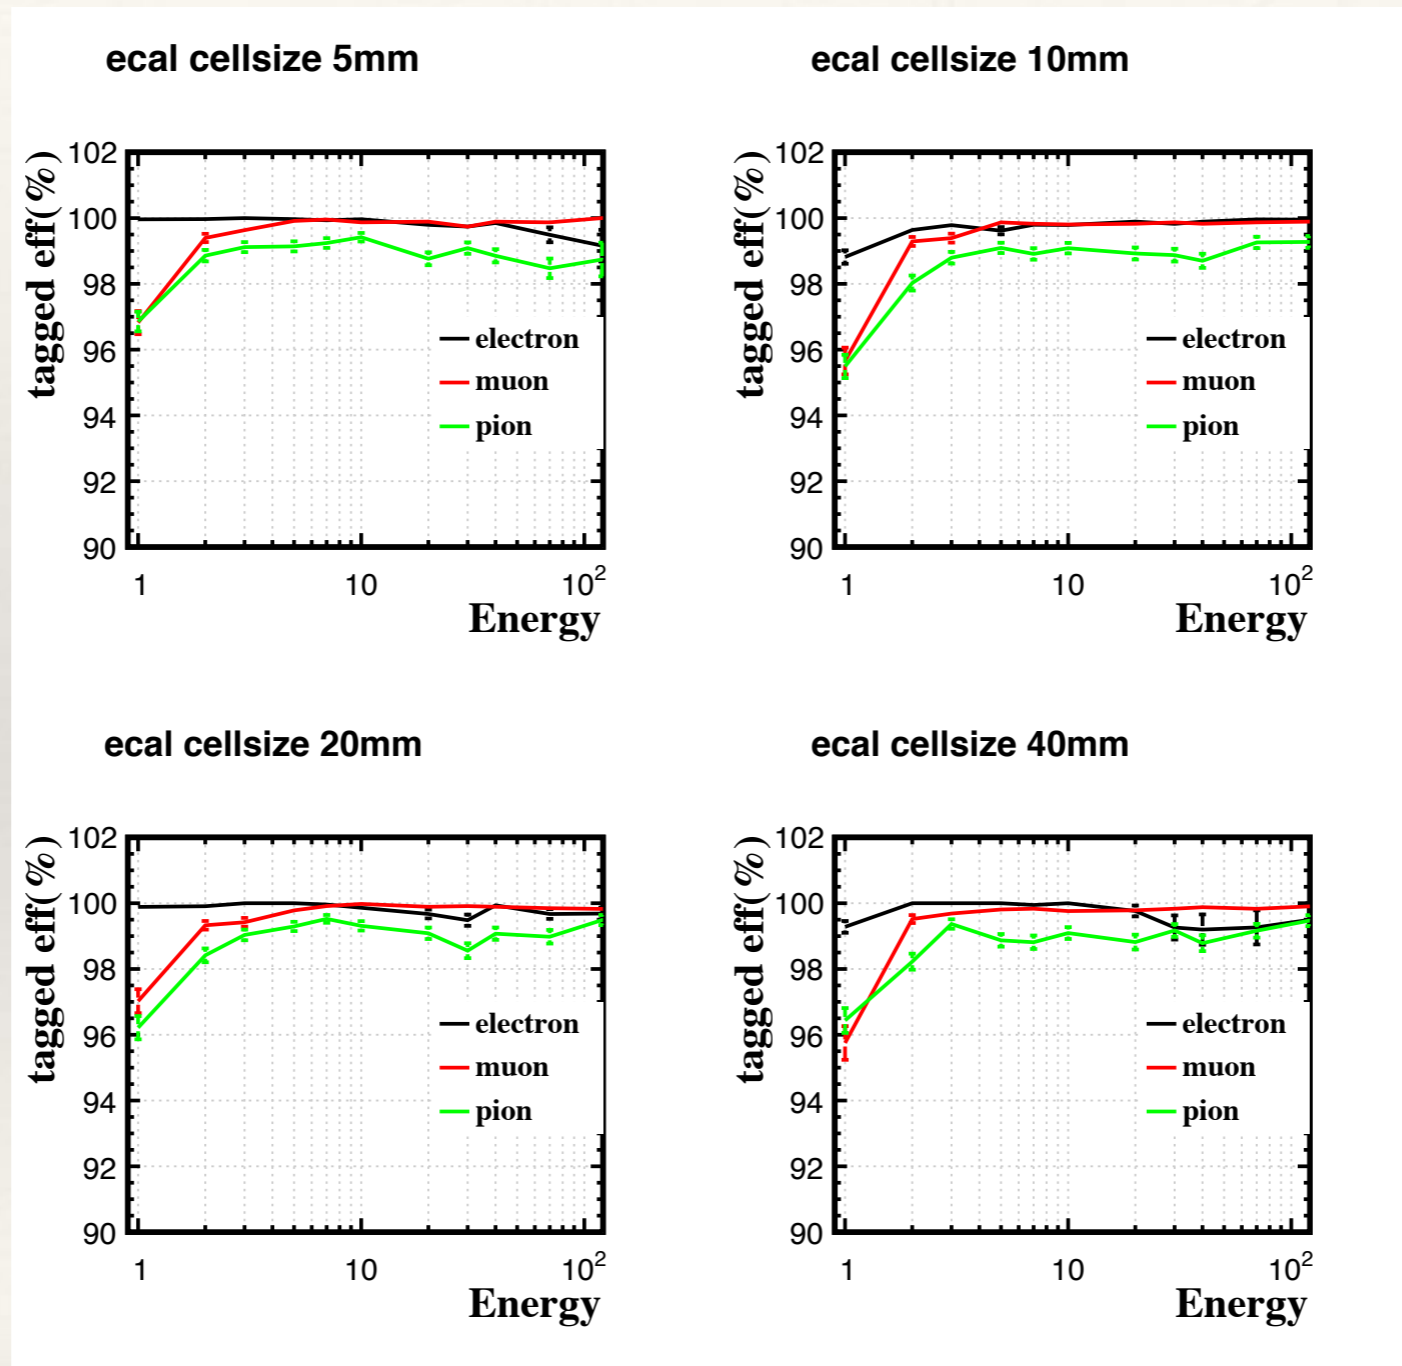 ecal cellsize 5mm
tagged eff(%)
102
100
98
96
94
92
90
electron
muon
pion
1
10
10²
Energy
ecal cellsize 10mm
tagged eff(%)
102
100
98
96
94
92
90
electron
muon
pion
1
10
10²
Energy
ecal cellsize 20mm
tagged eff(%)
102
100
98
96
94
92
90
electron
muon
pion
1
10
10²
Energy
ecal cellsize 40mm
tagged eff(%)
102
100
98
96
94
92
90
electron
muon
pion
1
10
10²
Energy